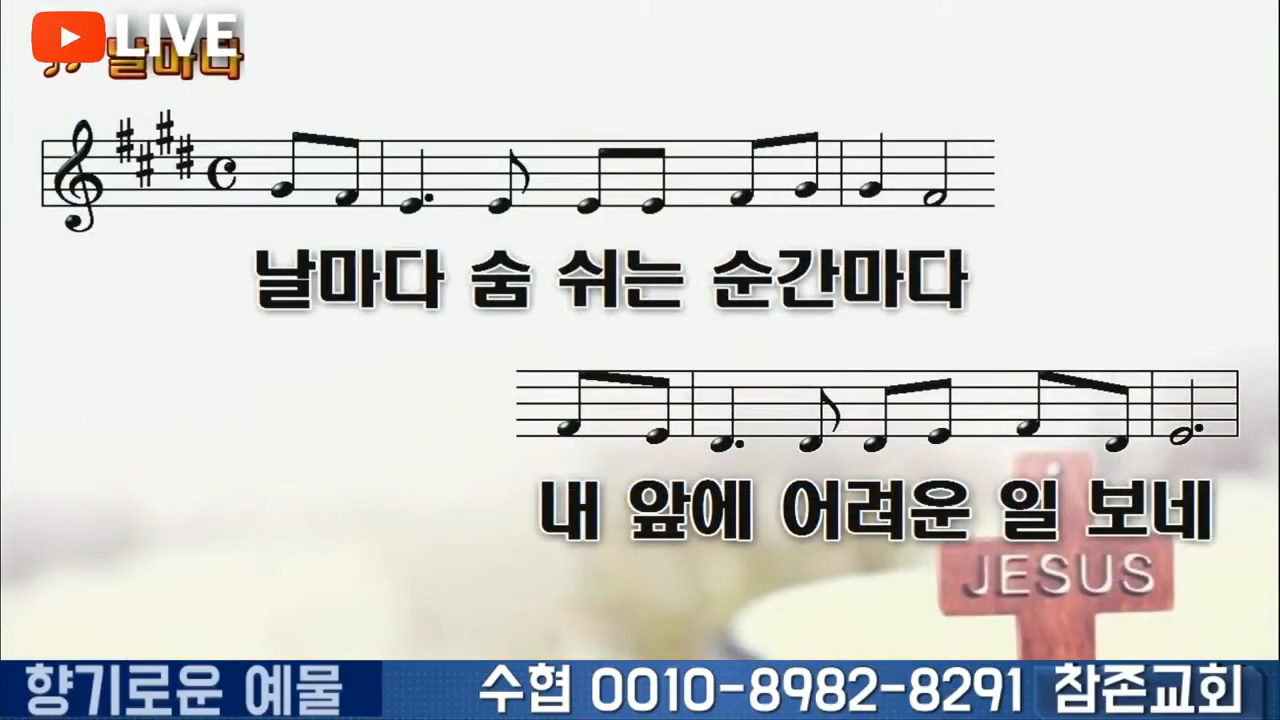 LIVE
♪♪ 날마다
날마다 숨 쉬는 순간마다
내 앞에 어려운 일 보네
JESUS
향기로운 예물 수협 0010-8982-8291 참존교회